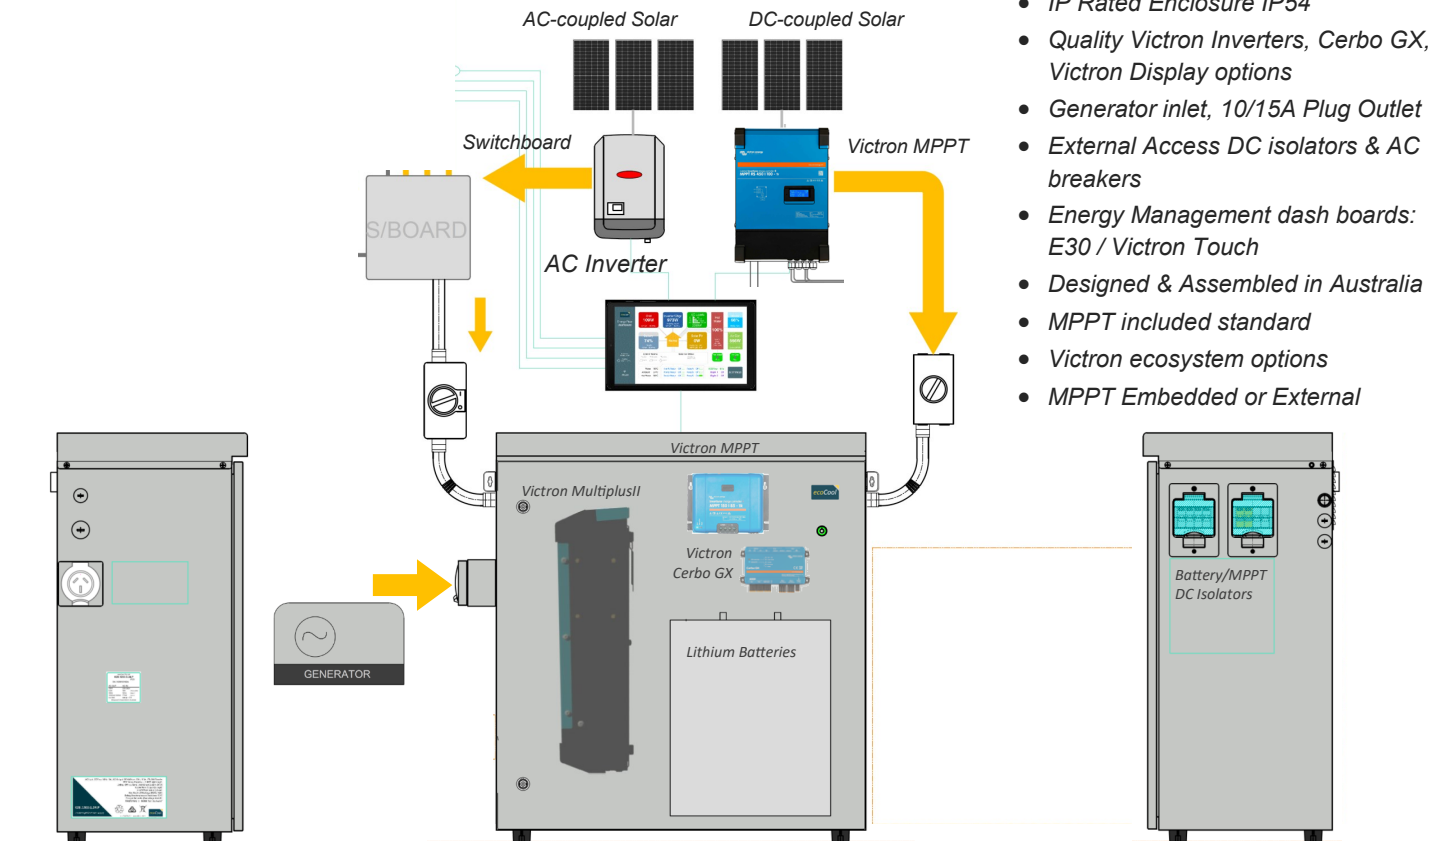 AC-coupled Solar
DC-coupled Solar
Switchboard
Victron MPPT
S/BOARD
AC Inverter
• IP Rated Enclosure IP54
• Quality Victron Inverters, Cerbo GX,
Victron Display options
• Generator inlet, 10/15A Plug Outlet
• External Access DC isolators & AC
breakers
• Energy Management dash boards:
E30 / Victron Touch
• Designed & Assembled in Australia
• MPPT included standard
• Victron ecosystem options
• MPPT Embedded or External
Victron MPPT
Victron MultiplusII
ecoCool
Victron
Cerbo GX
Lithium Batteries
GENERATOR
Battery/MPPT
DC Isolators